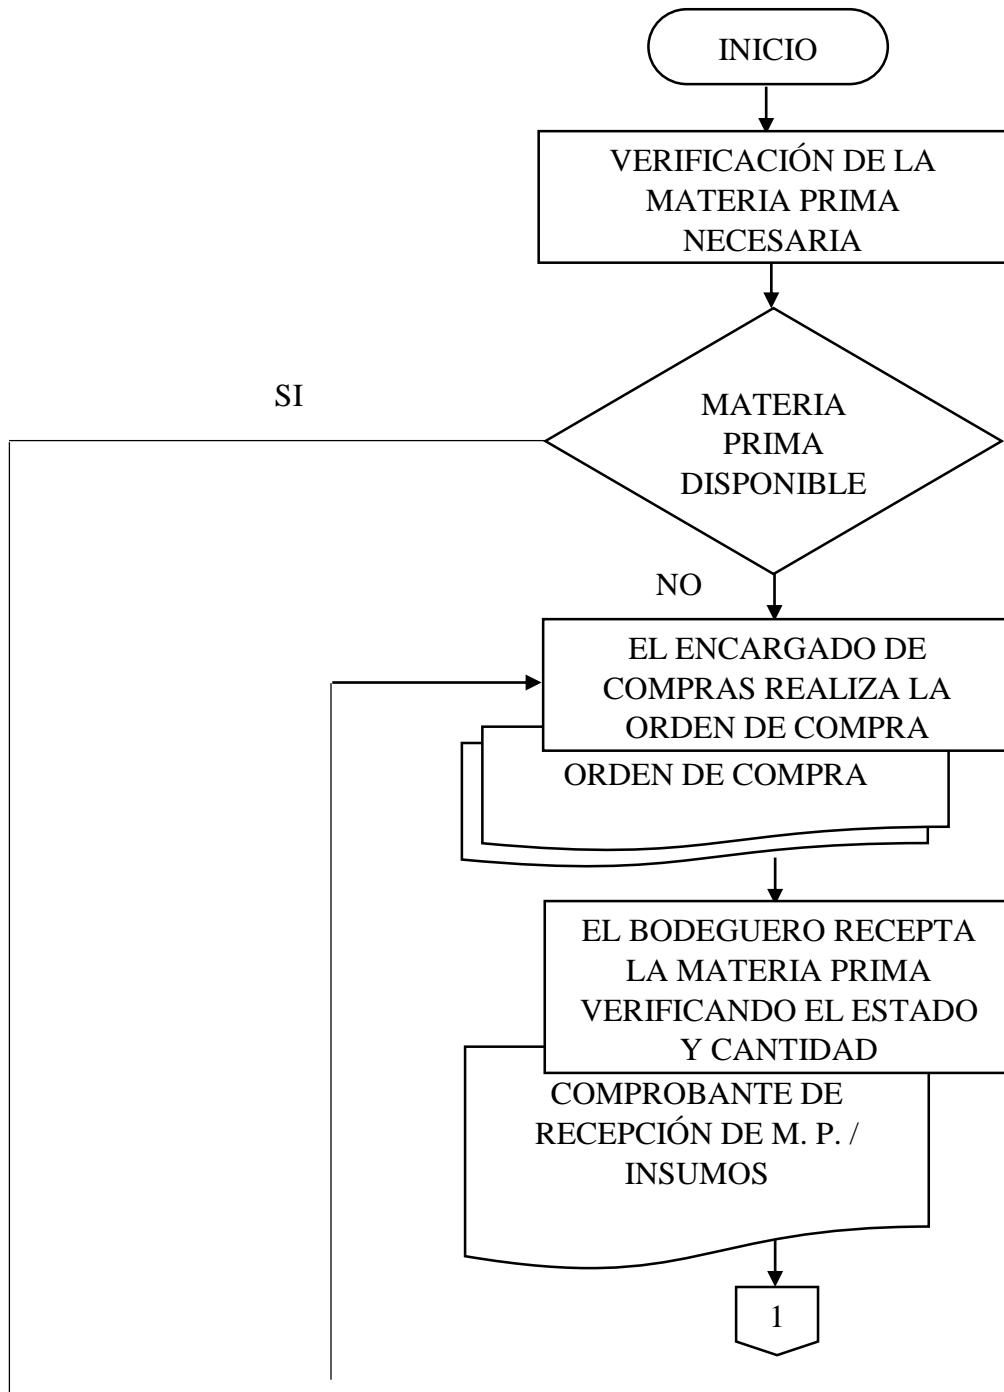 INICIO
VERIFICACIÓN DE LA
MATERIA PRIMA
NECESARIA
SI
MATERIA
PRIMA
DISPONIBLE
NO
EL ENCARGADO DE
COMPRAS REALIZA LA
ORDEN DE COMPRA
ORDEN DE COMPRA
EL BODEGUERO RECEPTA
LA MATERIA PRIMA
VERIFICANDO EL ESTADO
Y CANTIDAD
COMPROBANTE DE
RECEPCIÓN DE M. P. /
INSUMOS
1